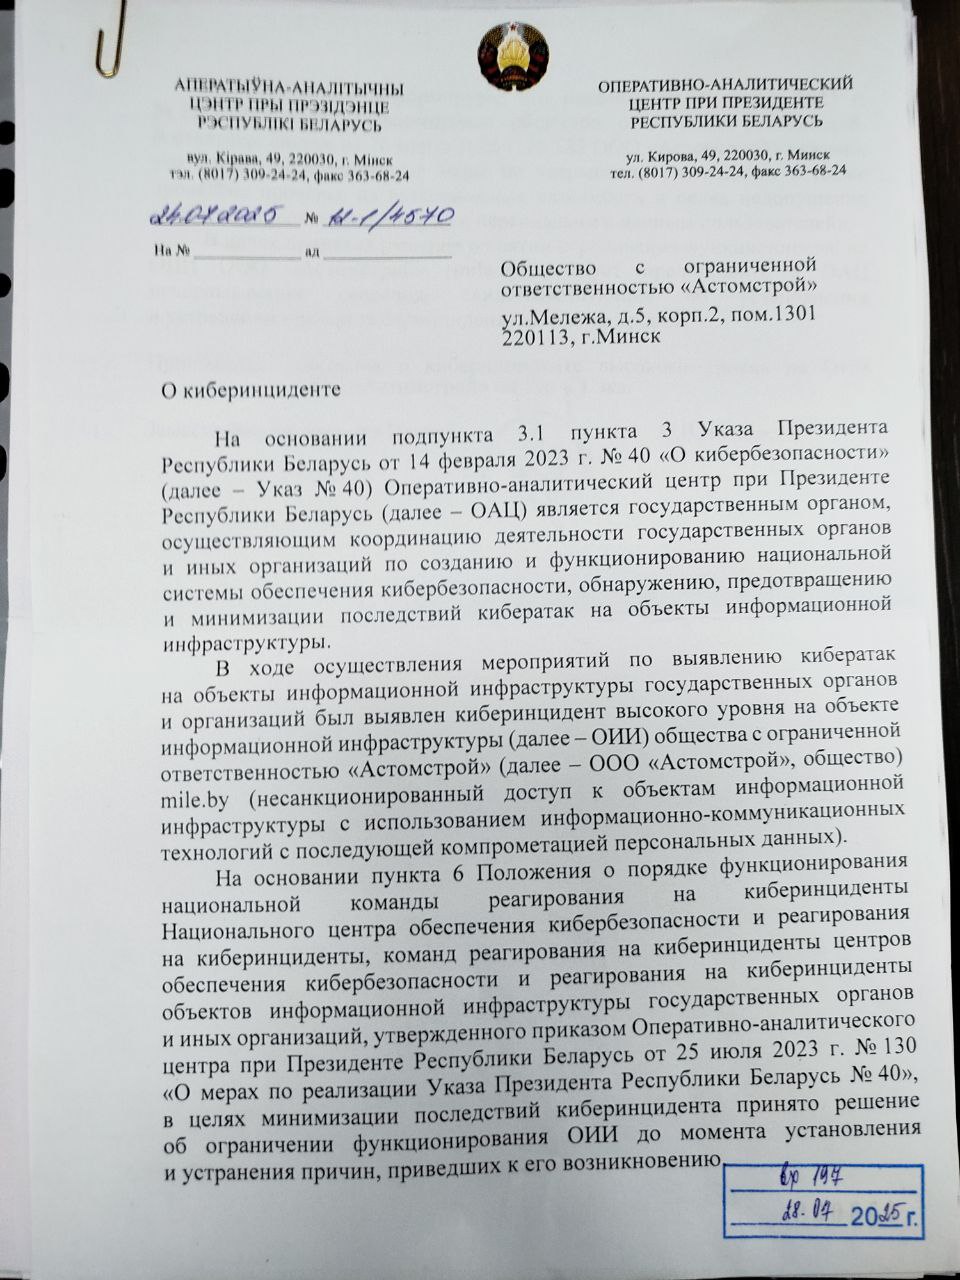 АПЕРАТЫЎНА-АНАЛІТЫЧНЫ
ЦЭНТР ПРЫ ПРЭЗІДЭНЦЕ
РЭСПУБЛІКІ БЕЛАРУСЬ
вул. Кірава, 49, 220030, г. Мінск
тэл. (8017) 309-24-24, факс 363-68-24
ОПЕРАТИВНО-АНАЛИТИЧЕСКИЙ
ЦЕНТР ПРИ ПРЕЗИДЕНТЕ
РЕСПУБЛИКИ БЕЛАРУСЬ
ул. Кирова, 49, 220030, г. Минск
тел. (8017) 309-24-24, факс 363-68-24
24.07.2025 №
На № ад
Общество с ограниченной
ответственностью «Астомстрой»
ул.Мележа, д.5, корп.2, пом.1301
220113, г.Минск
О киберинциденте
На основании подпункта 3.1 пункта 3 Указа Президента
Республики Беларусь от 14 февраля 2023 г. № 40 «О кибербезопасности»
(далее – Указ № 40) Оперативно-аналитический центр при Президенте
Республики Беларусь (далее – ОАЦ) является государственным органом,
осуществляющим координацию деятельности государственных органов
и иных организаций по созданию и функционированию национальной
системы обеспечения кибербезопасности, обнаружению, предотвращению
и минимизации последствий кибератак на объекты информационной
инфраструктуры.
В ходе осуществления мероприятий по выявлению кибератак
на объекты информационной инфраструктуры государственных органов
и организаций был выявлен киберинцидент высокого уровня на объекте
информационной инфраструктуры (далее – ОИИ) общества с ограниченной
ответственностью «Астомстрой» (далее – ООО «Астомстрой», общество)
mile.by (несанкционированный доступ к объектам информационной
инфраструктуры с использованием информационно-коммуникационных
технологий с последующей компрометацией персональных данных).
На основании пункта 6 Положения о порядке функционирования
национальной команды реагирования на киберинциденты
Национального центра обеспечения кибербезопасности и реагирования
на киберинциденты, команд реагирования на киберинциденты центров
обеспечения кибербезопасности и реагирования на киберинциденты
объектов информационной инфраструктуры государственных органов
и иных организаций, утвержденного приказом Оперативно-аналитического
центра при Президенте Республики Беларусь от 25 июля 2023 г. № 130
«О мерах по реализации Указа Президента Республики Беларусь № 40»,
в целях минимизации последствий киберинцидента принято решение
об ограничении функционирования ОИИ до момента установления
и устранения причин, приведших к его возникновению.
вр 197
28.07 2025 г.